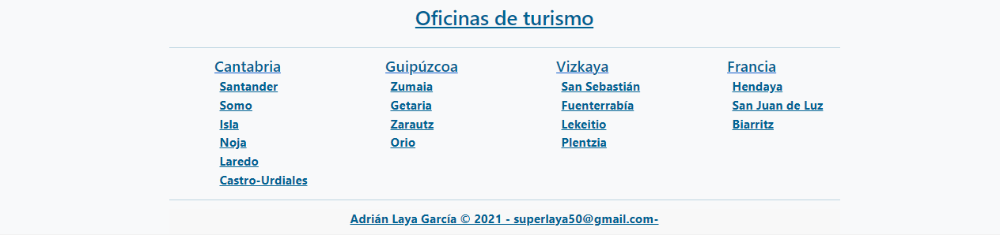 Oficinas de turismo
Cantabria
Santander
Somo
Isla
Noja
Laredo
Castro-Urdiales
Guipúzcoa
Zumaia
Getaria
Zarautz
Orio
Vizkaya
San Sebastián
Fuenterrabía
Lekeitio
Plentzia
Francia
Hendaya
San Juan de Luz
Biarritz
Adrián Laya García © 2021 - superlaya50@gmail.com-